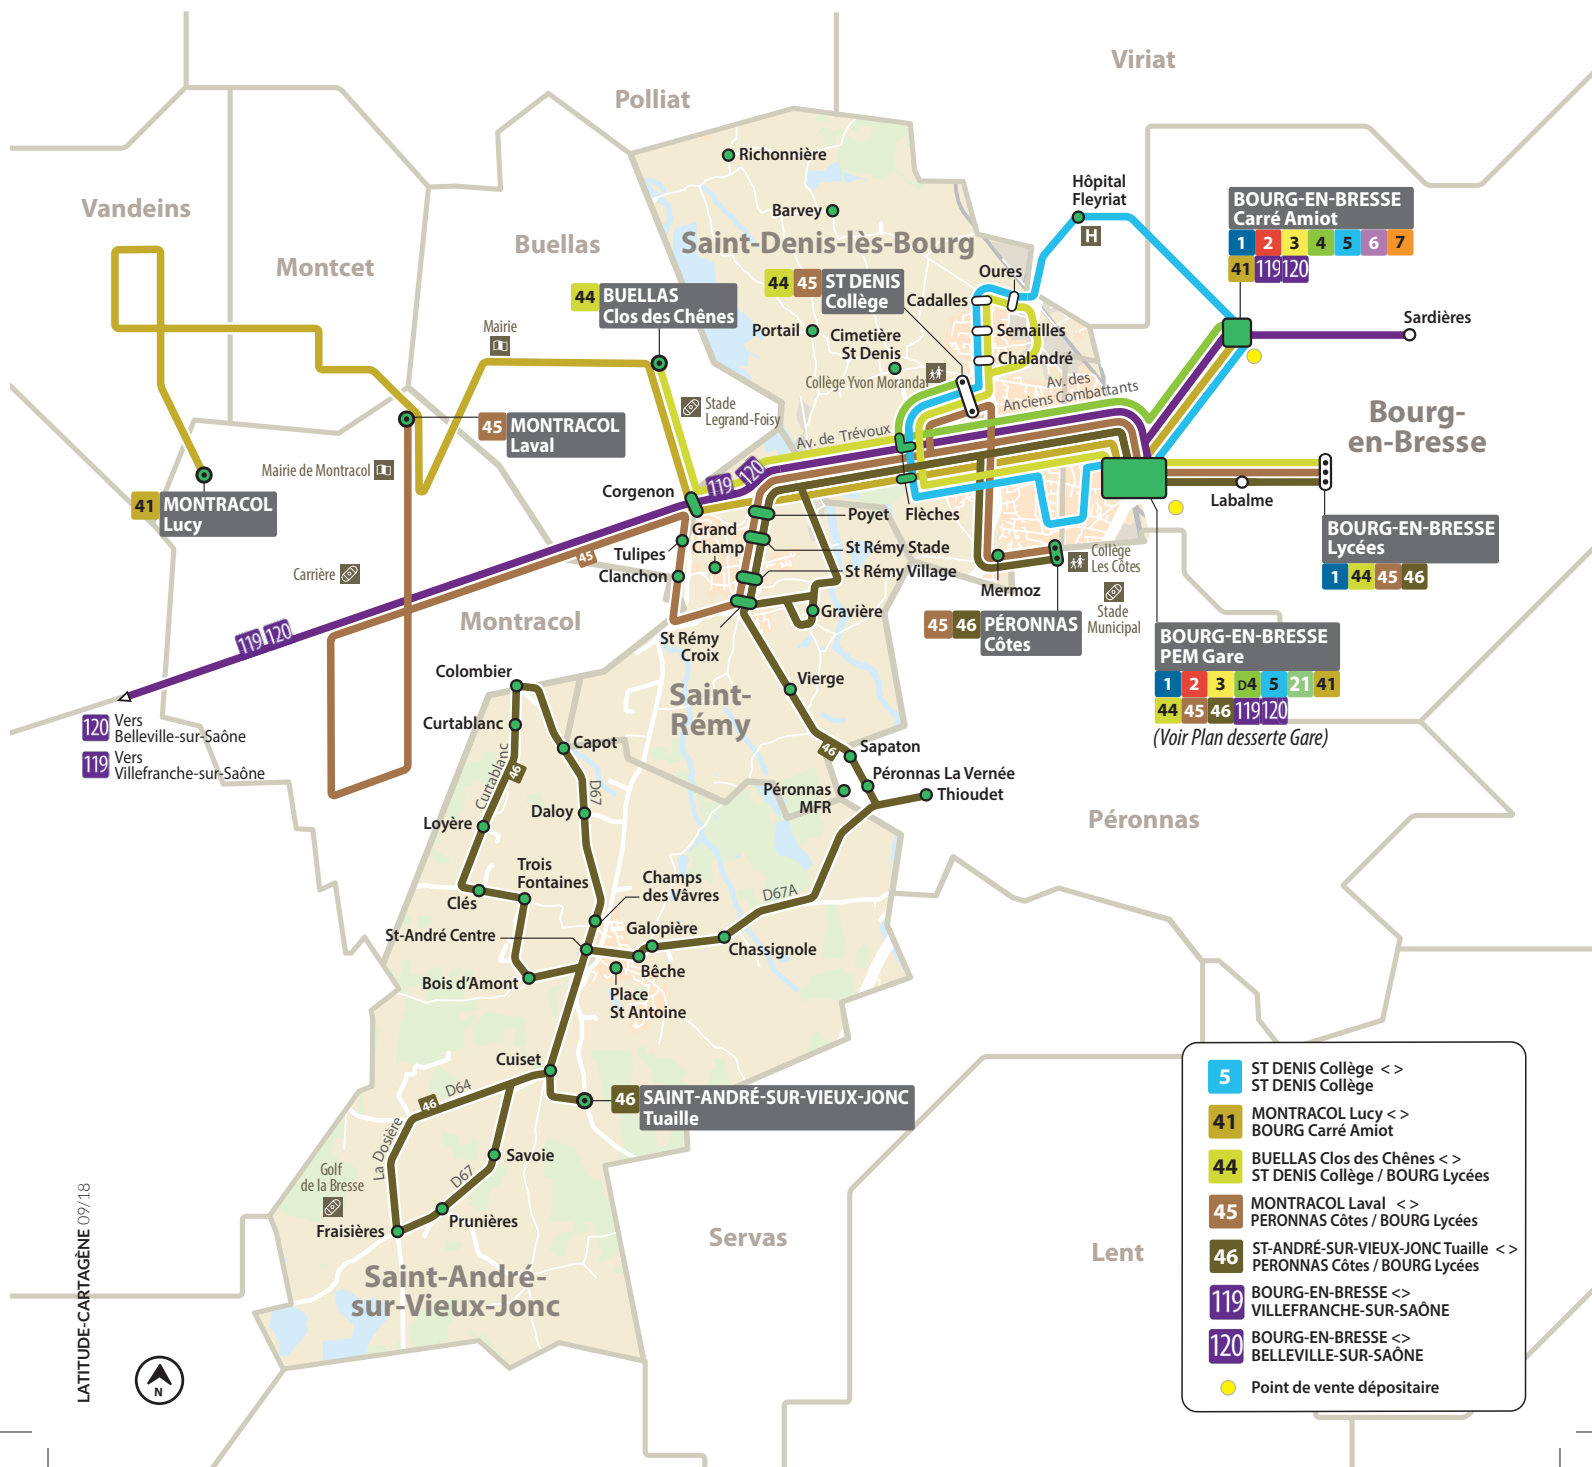 Viriat
Polliat
Richonnière
Vandeins
Barvey
Hôpital
Fleyriat
H
BOURG-EN-BRESSE
Carré Amiot
1 2 3 4 5 6 7
41 119 120
Buellas
Saint-Denis-lès-Bourg
Montcet
44 BUELLAS
Clos des Chênes
44 45 ST DENIS
Collège
Oures
Cadalles
Semailles
Chalandré
Portail
Cimetière
St Denis
Collège Yvon Morandat
Mairie
Sardières
Av. des
Anciens Combattants
Av. de Trévoux
Stade
Legrand-Foisy
Bourg-
en-Bresse
45 MONTRACOL
Laval
Mairie de Montracol
41 MONTRACOL
Lucy
Corgenon
119 120
Labalme
Grand
Champ
Poyet
Flèches
Tulipes
St Rémy Stade
Clanchon
St Rémy Village
45
Carrière
Collège
Les Côtes
Mermoz
Stade
Municipal
BOURG-EN-BRESSE
Lycées
1 44 45 46
Montracol
Gravière
45 46 PÉRONNAS
Côtes
St Rémy
Croix
119 120
BOURG-EN-BRESSE
PEM Gare
1 2 3 D4 5 21 41
44 45 46 119 120
(Voir Plan desserte Gare)
Colombier
Saint-
Rémy
Vierge
120 Vers
Belleville-sur-Saône
119 Vers
Villefranche-sur-Saône
Curtablanc
Capot
46
Sapaton
Curtablanc
46
D67
Péronnas La Vernée
Péronnas
MFR
Thioudet
Daloy
Loyère
Péronnas
Trois
Fontaines
Clés
Champs
des Vâvres
D67A
St-André Centre
Galopière
Chassignole
Bêche
Bois d'Amont
Place
St Antoine
Cuiset
D64
46
46 SAINT-ANDRÉ-SUR-VIEUX-JONC
Tuaille
La Dosière
Savoie
D67
Golf
de la Bresse
Prunières
Fraisières
Servas
Lent
Saint-André-
sur-Vieux-Jonc
LATITUDE-CARTAGÈNE 09/18
N
5 ST DENIS Collège <>
ST DENIS Collège
41 MONTRACOL Lucy <>
BOURG Carré Amiot
44 BUELLAS Clos des Chênes <>
ST DENIS Collège / BOURG Lycées
45 MONTRACOL Laval <>
PERONNAS Côtes / BOURG Lycées
46 ST-ANDRÉ-SUR-VIEUX-JONC Tuaille <>
PERONNAS Côtes / BOURG Lycées
119 BOURG-EN-BRESSE <>
VILLEFRANCHE-SUR-SAÔNE
120 BOURG-EN-BRESSE <>
BELLEVILLE-SUR-SAÔNE
Point de vente dépositaire